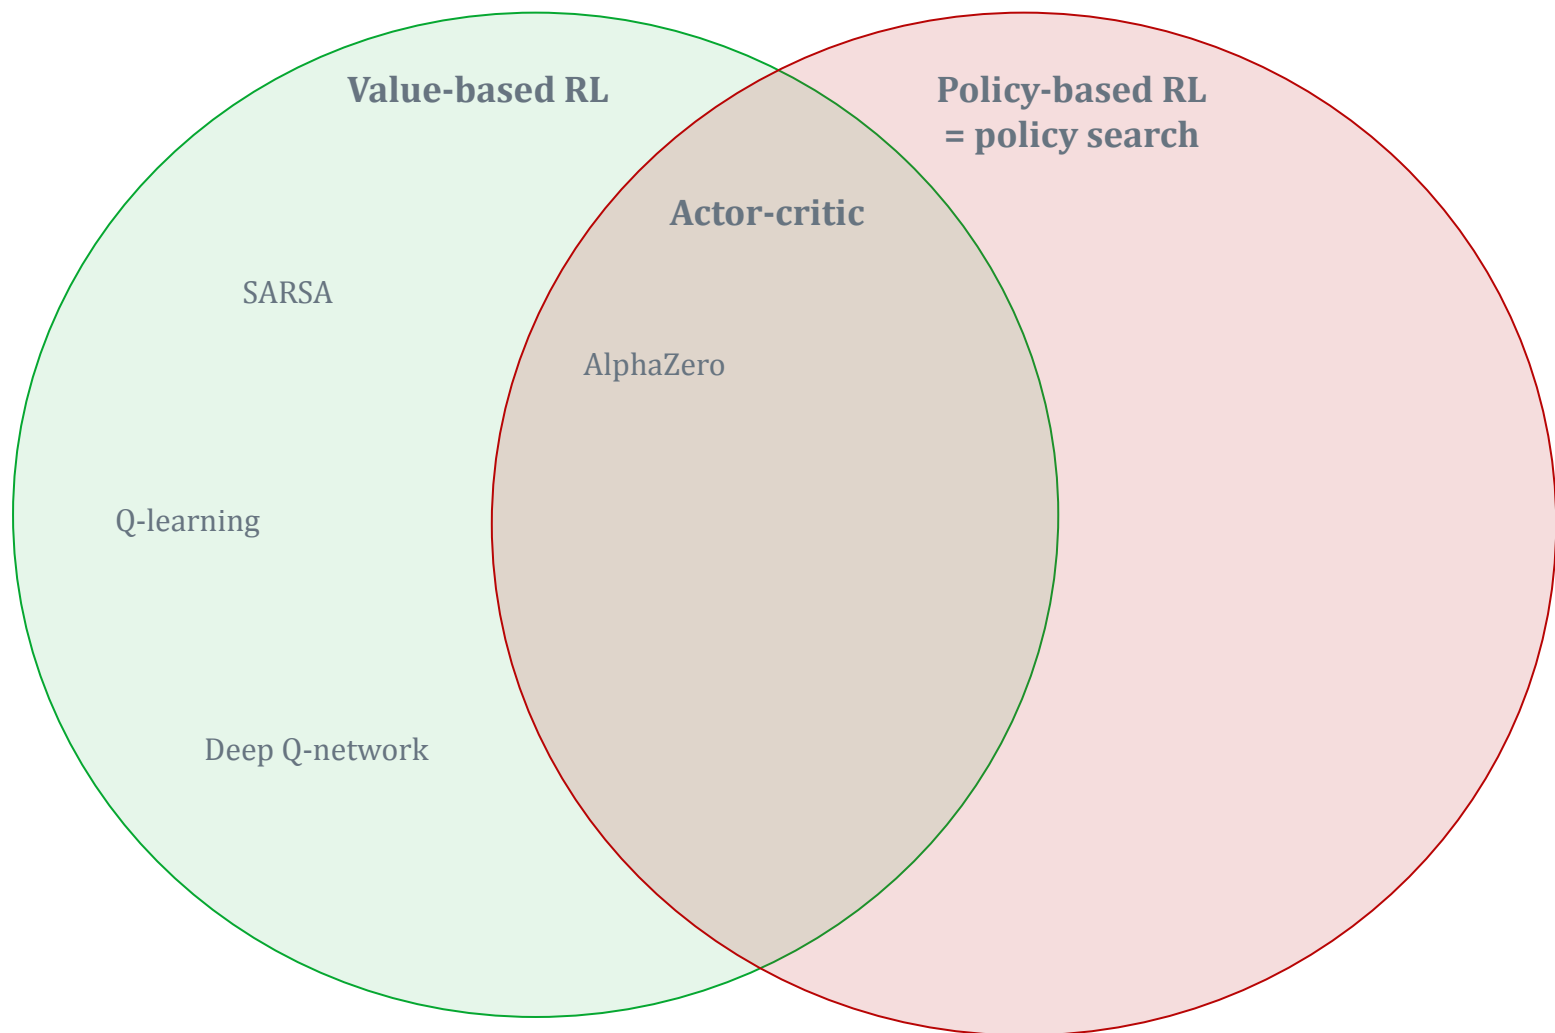 Value-based RL
Policy-based RL
= policy search
Actor-critic
SARSA
AlphaZero
Q-learning
Deep Q-network